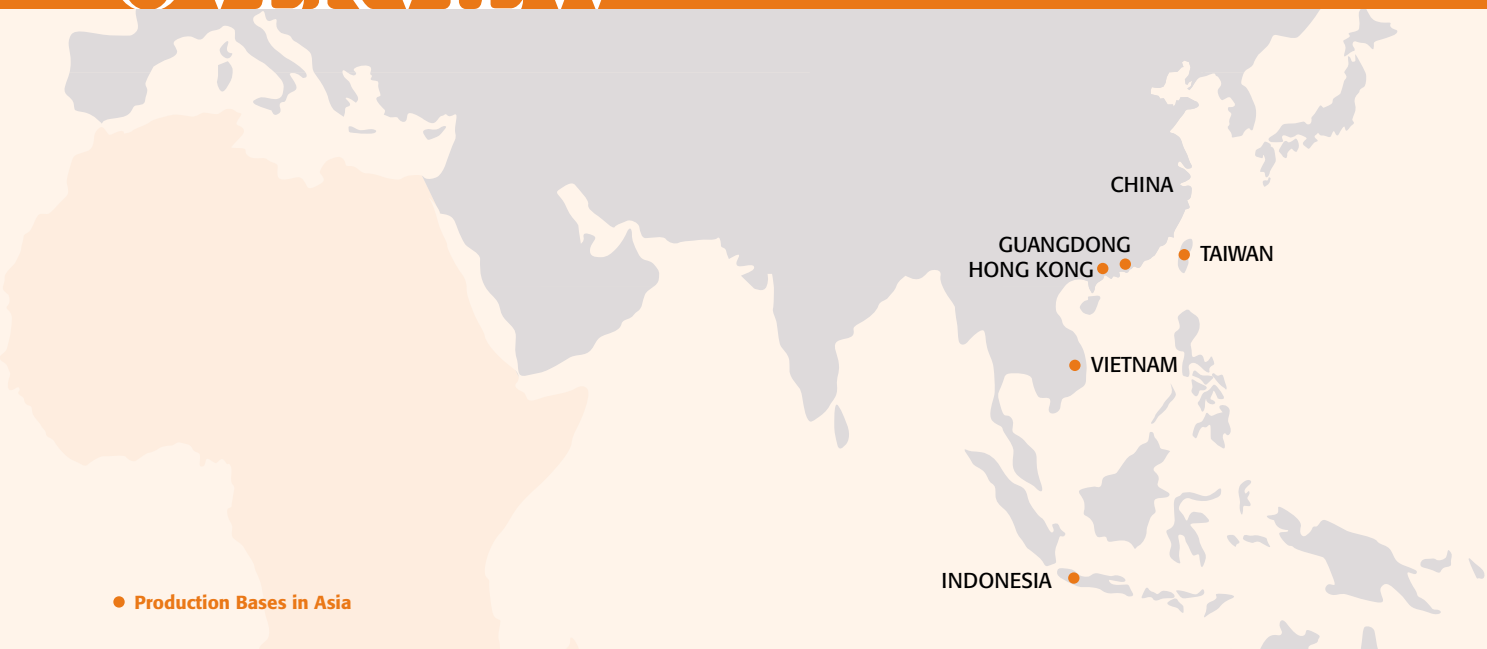 CHINA
GUANGDONG
TAIWAN
HONG KONG
VIETNAM
INDONESIA
Production Bases in Asia